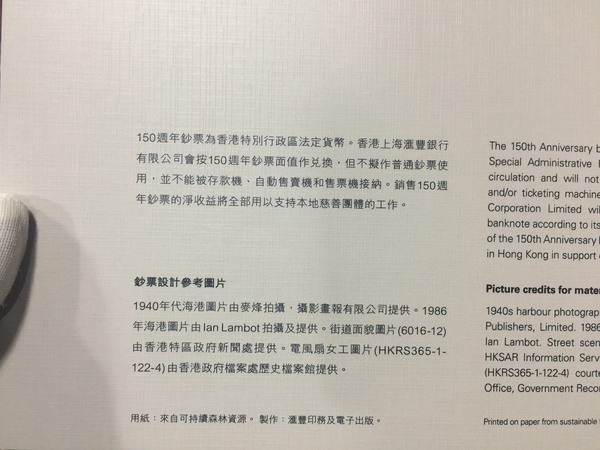 150週年鈔票為香港特別行政區法定貨幣。香港上海滙豐銀行
有限公司會按150週年鈔票面值作兌換，但不擬作普通鈔票使
用，並不能被存款機、自動售賣機和售票機接納。銷售150週
年鈔票的淨收益將全部用以支持本地慈善團體的工作。
鈔票設計參考圖片
1940年代海港圖片由麥烽拍攝，攝影畫報有限公司提供。1986
年海港圖片由Ian Lambot拍攝及提供。街道面貌圖片(6016-12)
由香港特區政府新聞處提供。電風扇女工圖片(HKRS365-1-
122-4)由香港政府檔案處歷史檔案館提供。
用紙：來自可持續森林資源。 製作：滙豐印務及電子出版。
The 150th Anniversary b
Special Administrative
circulation and will not
and/or ticketing machine
Corporation Limited wil
banknote according to its
of the 150th Anniversary
in Hong Kong in support
Picture credits for mate
1940s harbour photograp
Publishers, Limited. 1986
Ian Lambot. Street scen
HKSAR Information Serv
(HKRS365-1-122-4) courte
Office, Government Reco
Printed on paper from sustainable